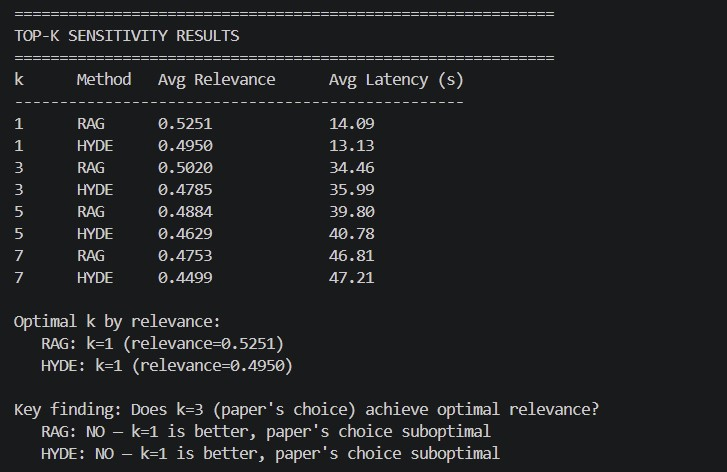 ============================================================
TOP-K SENSITIVITY RESULTS
============================================================
k      Method   Avg Relevance      Avg Latency (s)
--------------------------------------------------
1      RAG      0.5251             14.09
1      HYDE     0.4950             13.13
3      RAG      0.5020             34.46
3      HYDE     0.4785             35.99
5      RAG      0.4884             39.80
5      HYDE     0.4629             40.78
7      RAG      0.4753             46.81
7      HYDE     0.4499             47.21
Optimal k by relevance:
   RAG: k=1 (relevance=0.5251)
   HYDE: k=1 (relevance=0.4950)
Key finding: Does k=3 (paper's choice) achieve optimal relevance?
   RAG: NO — k=1 is better, paper's choice suboptimal
   HYDE: NO — k=1 is better, paper's choice suboptimal